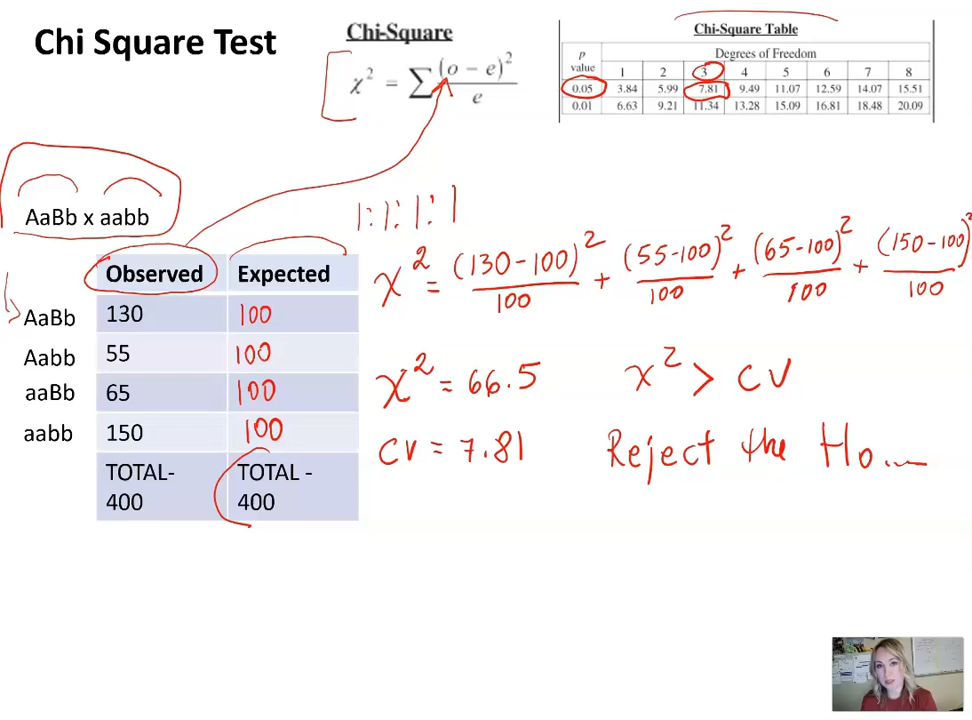 Chi Square Test
Chi-Square
χ² = ∑ (o − e)² / e
Chi-Square Table
p value
Degrees of Freedom
1 2 3 4 5 6 7 8
0.05 3.84 5.99 7.81 9.49 11.07 12.59 14.07 15.51
0.01 6.63 9.21 11.34 13.28 15.09 16.81 18.48 20.09
AaBb x aabb
1:1:1:1
Observed Expected
AaBb 130 100
Aabb 55 100
aaBb 65 100
aabb 150 100
TOTAL- TOTAL -
400 400
x² = (130-100)²/100 + (55-100)²/100 + (65-100)²/100 + (150-100)²/100
x² = 66.5 x² > cv
cv = 7.81 Reject the Ho...